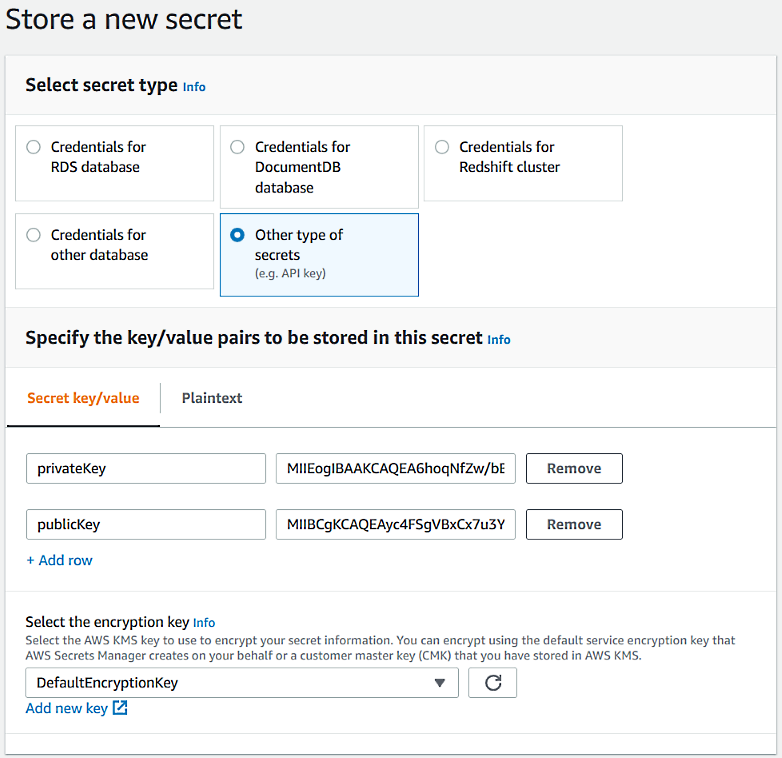 Store a new secret
Select secret type Info
Credentials for
RDS database
Credentials for
DocumentDB
database
Credentials for
Redshift cluster
Credentials for
other database
Other type of
secrets
(e.g. API key)
Specify the key/value pairs to be stored in this secret Info
Secret key/value
Plaintext
privateKey
MIIEogIBAAKCAQEA6hoqNfZw/bE
Remove
publicKey
MIIBCgKCAQEAyc4FSgVBxCx7u3Y
Remove
+ Add row
Select the encryption key Info
Select the AWS KMS key to use to encrypt your secret information. You can encrypt using the default service encryption key that
AWS Secrets Manager creates on your behalf or a customer master key (CMK) that you have stored in AWS KMS.
DefaultEncryptionKey
Add new key